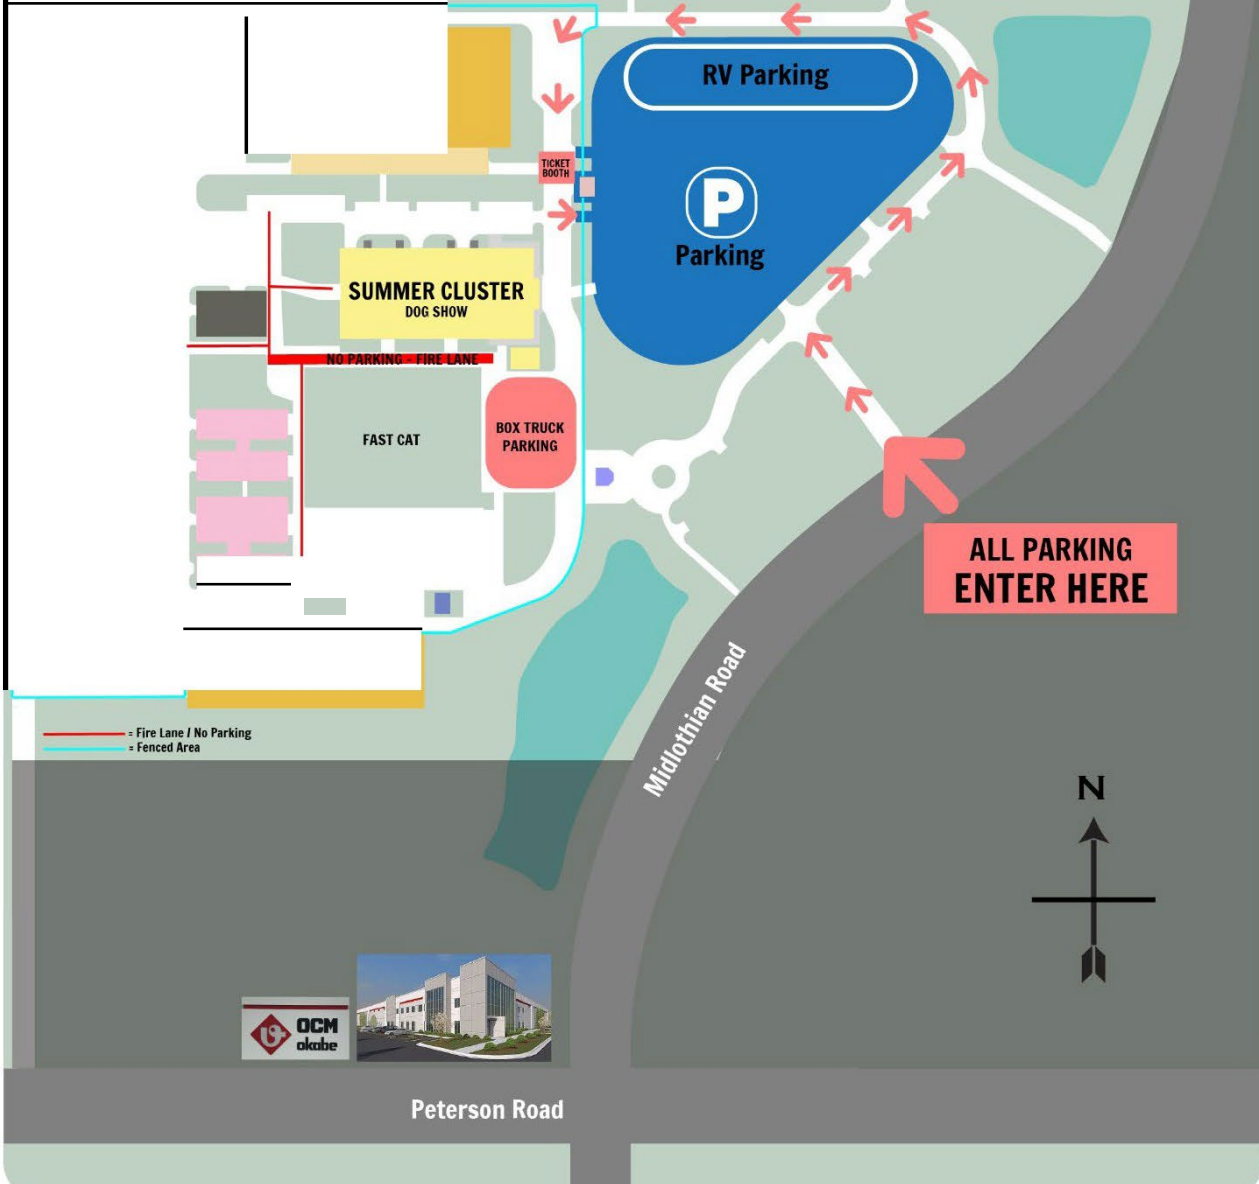 RV Parking
TICKET
BOOTH
P
Parking
SUMMER CLUSTER
DOG SHOW
NO PARKING - FIRE LANE
FAST CAT
BOX TRUCK
PARKING
ALL PARKING
ENTER HERE
Midlothian Road
= Fire Lane / No Parking
= Fenced Area
N
OCM
okabe
Peterson Road